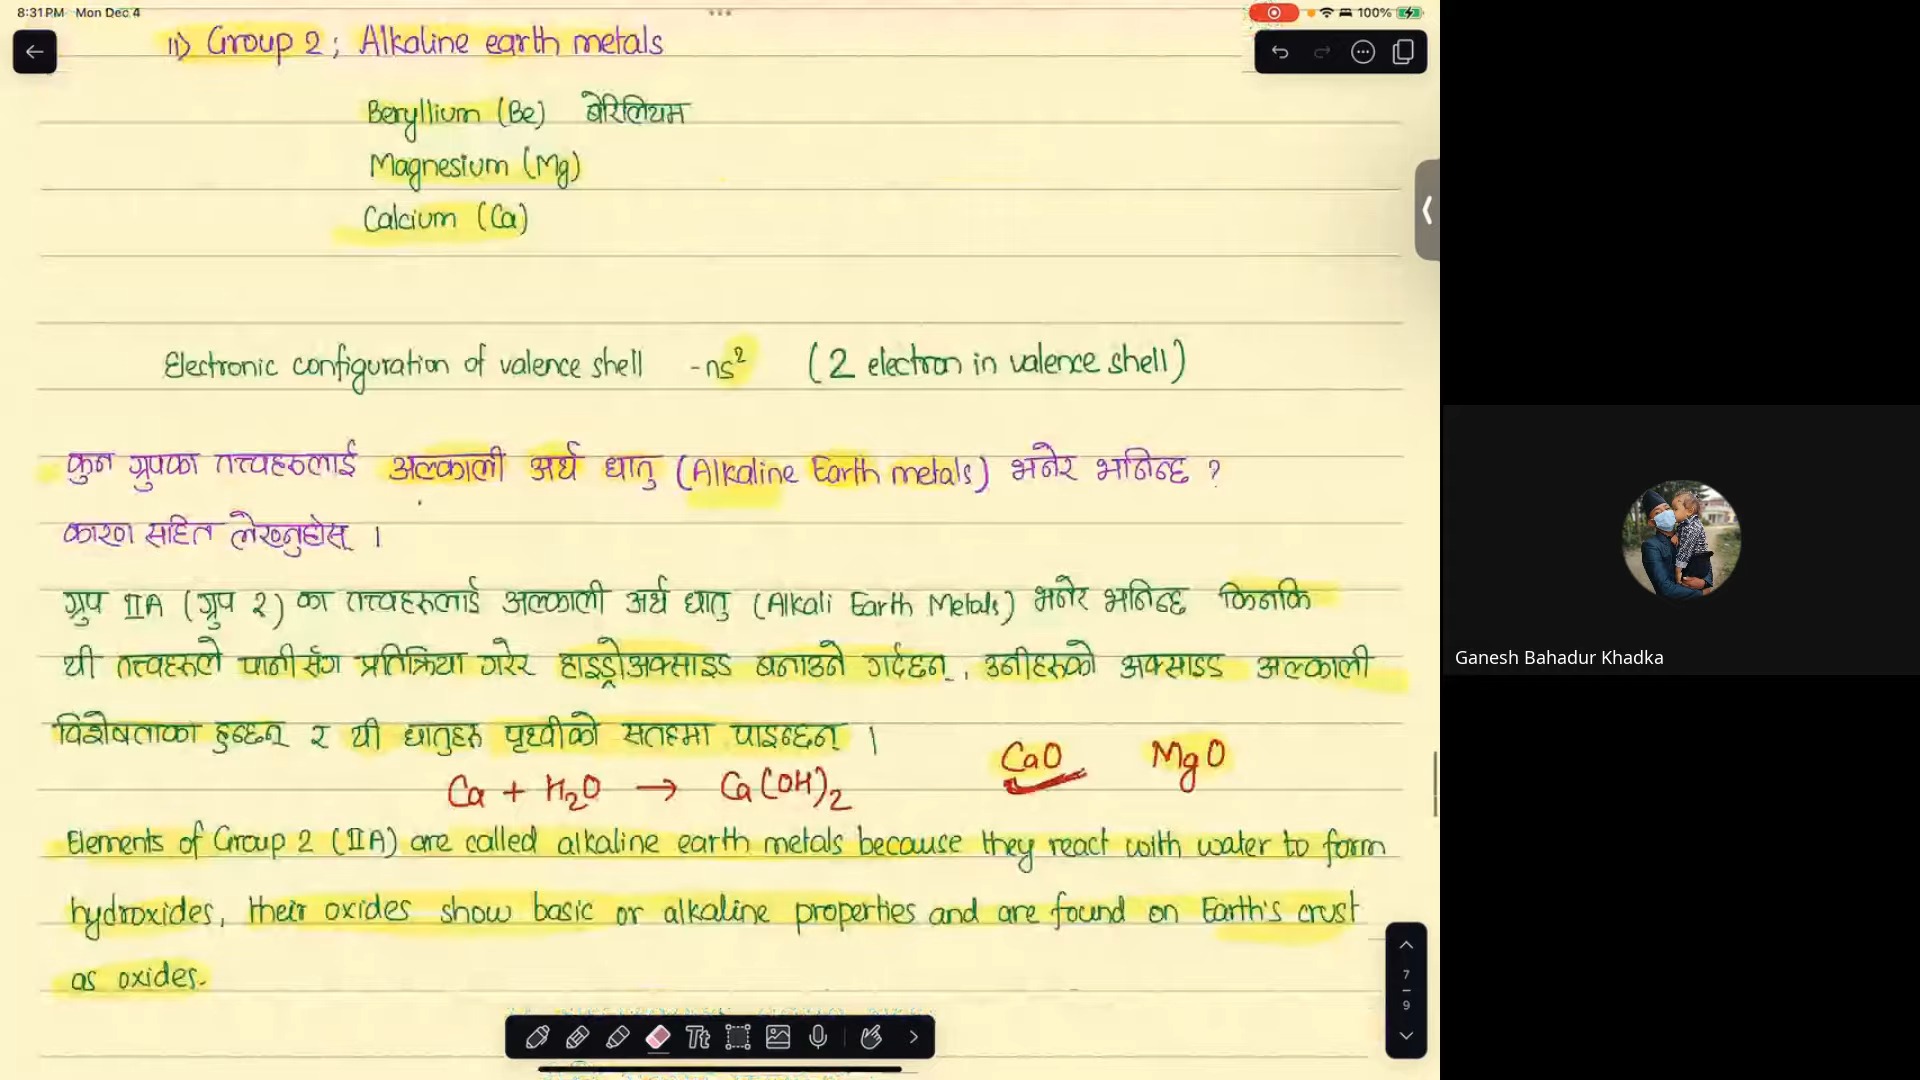 8:31 PM Mon Dec 4
100%
ii) Group 2; Alkaline earth metals
Beryllium (Be) बेरिलियम
Magnesium (Mg)
Calcium (Ca)
Electronic configuration of valence shell - ns² (2 electron in valence shell)
कुन ग्रुपका तत्त्वहरुलाई अल्काली अर्थ धातु (Alkaline Earth metals) भनेर भनिन्छ ?
कारण सहित लेख्नुहोस् ।
ग्रुप IIA (ग्रुप २) का तत्त्वहरुलाई अल्काली अर्थ धातु (Alkali Earth Metals) भनेर भनिन्छ किनकि
यी तत्त्वहरुले पानीसँग प्रतिक्रिया गरेर हाइड्रोअक्साइड बनाउने गर्दछन्, उनीहरुको अक्साइड अल्काली
विशेषताका हुन्छन् र यी धातुहरु पृथ्वीको सतहमा पाइन्छन् ।
CaO MgO
Ca + H₂O → Ca(OH)₂
Elements of Group 2 (IIA) are called alkaline earth metals because they react with water to form
hydroxides, their oxides show basic or alkaline properties and are found on Earth's crust
as oxides.
7
9
Tt
Ganesh Bahadur Khadka